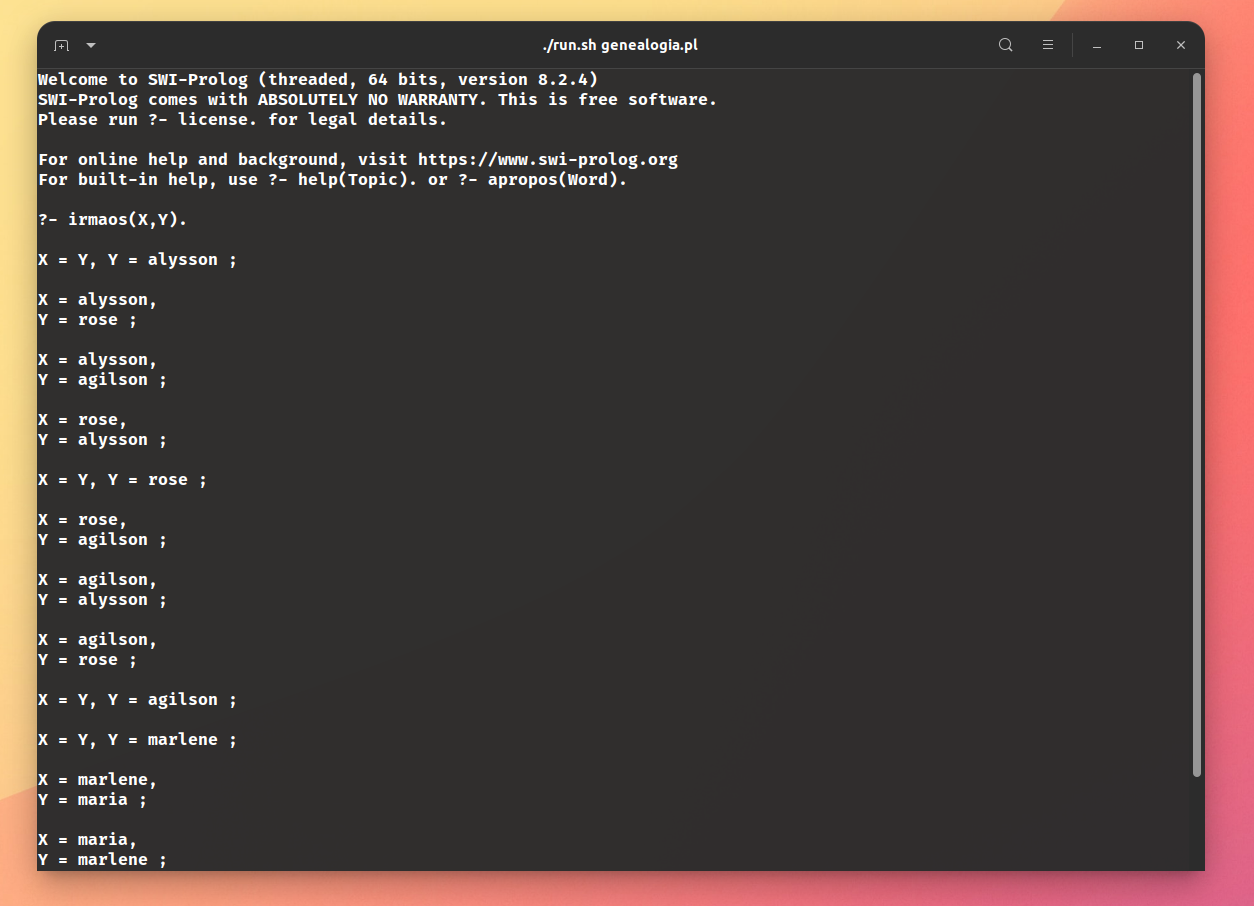 ./run.sh genealogia.pl
Welcome to SWI-Prolog (threaded, 64 bits, version 8.2.4)
SWI-Prolog comes with ABSOLUTELY NO WARRANTY. This is free software.
Please run ?- license. for legal details.
For online help and background, visit https://www.swi-prolog.org
For built-in help, use ?- help(Topic). or ?- apropos(Word).
?- irmaos(X,Y).
X = Y, Y = alysson ;
X = alysson,
Y = rose ;
X = alysson,
Y = agilson ;
X = rose,
Y = alysson ;
X = Y, Y = rose ;
X = rose,
Y = agilson ;
X = agilson,
Y = alysson ;
X = agilson,
Y = rose ;
X = Y, Y = agilson ;
X = Y, Y = marlene ;
X = marlene,
Y = maria ;
X = maria,
Y = marlene ;